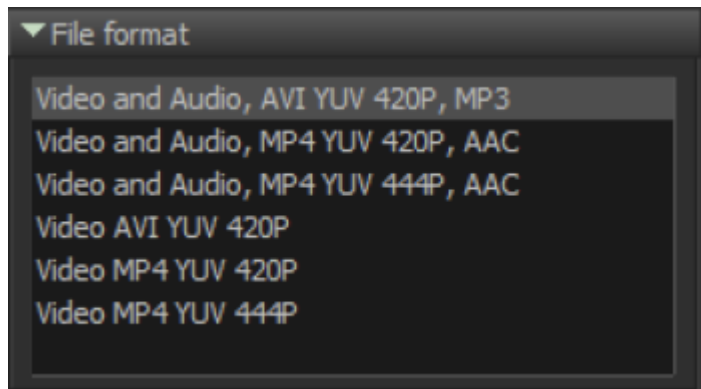 File format
Video and Audio, AVI YUV 420P, MP3
Video and Audio, MP4 YUV 420P, AAC
Video and Audio, MP4 YUV 444P, AAC
Video AVI YUV 420P
Video MP4 YUV 420P
Video MP4 YUV 444P